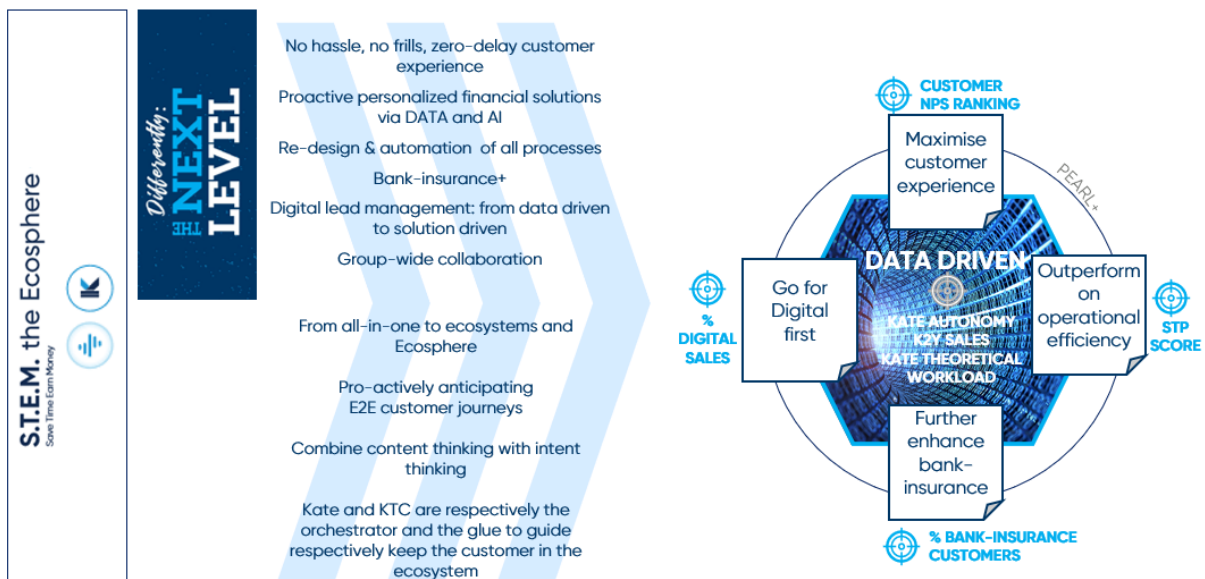 S.T.E.M. the Ecosphere
Save Time Earn Money
K
Differently:
THE NEXT
LEVEL
No hassle, no frills, zero-delay customer
experience
Proactive personalized financial solutions
via DATA and AI
Re-design & automation of all processes
Bank-insurance+
Digital lead management: from data driven
to solution driven
Group-wide collaboration
From all-in-one to ecosystems and
Ecosphere
Pro-actively anticipating
E2E customer journeys
Combine content thinking with intent
thinking
Kate and KTC are respectively the
orchestrator and the glue to guide
respectively keep the customer in the
ecosystem
CUSTOMER
NPS RANKING
Maximise
customer
experience
PEARL+
DATA DRIVEN
KATE AUTONOMY
K2Y SALES
KATE THEORETICAL
WORKLOAD
%
DIGITAL
SALES
Go for
Digital
first
Outperform
on
operational
efficiency
STP
SCORE
Further
enhance
bank-
insurance
% BANK-INSURANCE
CUSTOMERS